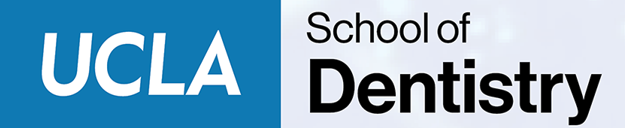 UCLA
School of
Dentistry